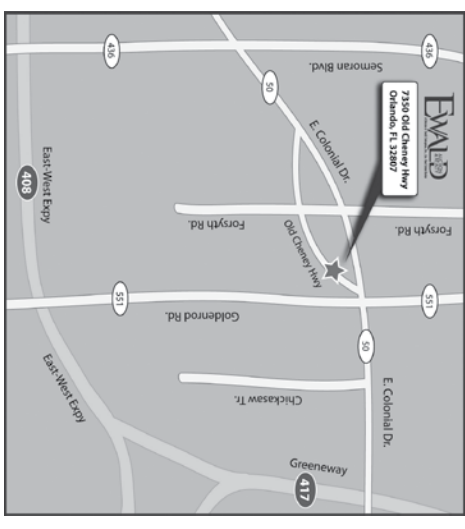 436
EWALD
Forsyth Rd.
551
7350 Old Cheney Hwy
Orlando, FL 32807
E. Colonial Dr.
50
Semoran Blvd.
E. Colonial Dr.
Greeneway
417
Old Cheney Hwy
50
Chickasaw Tr.
Forsyth Rd.
Goldenrod Rd.
551
436
East-West Expy
East-West Expy
408